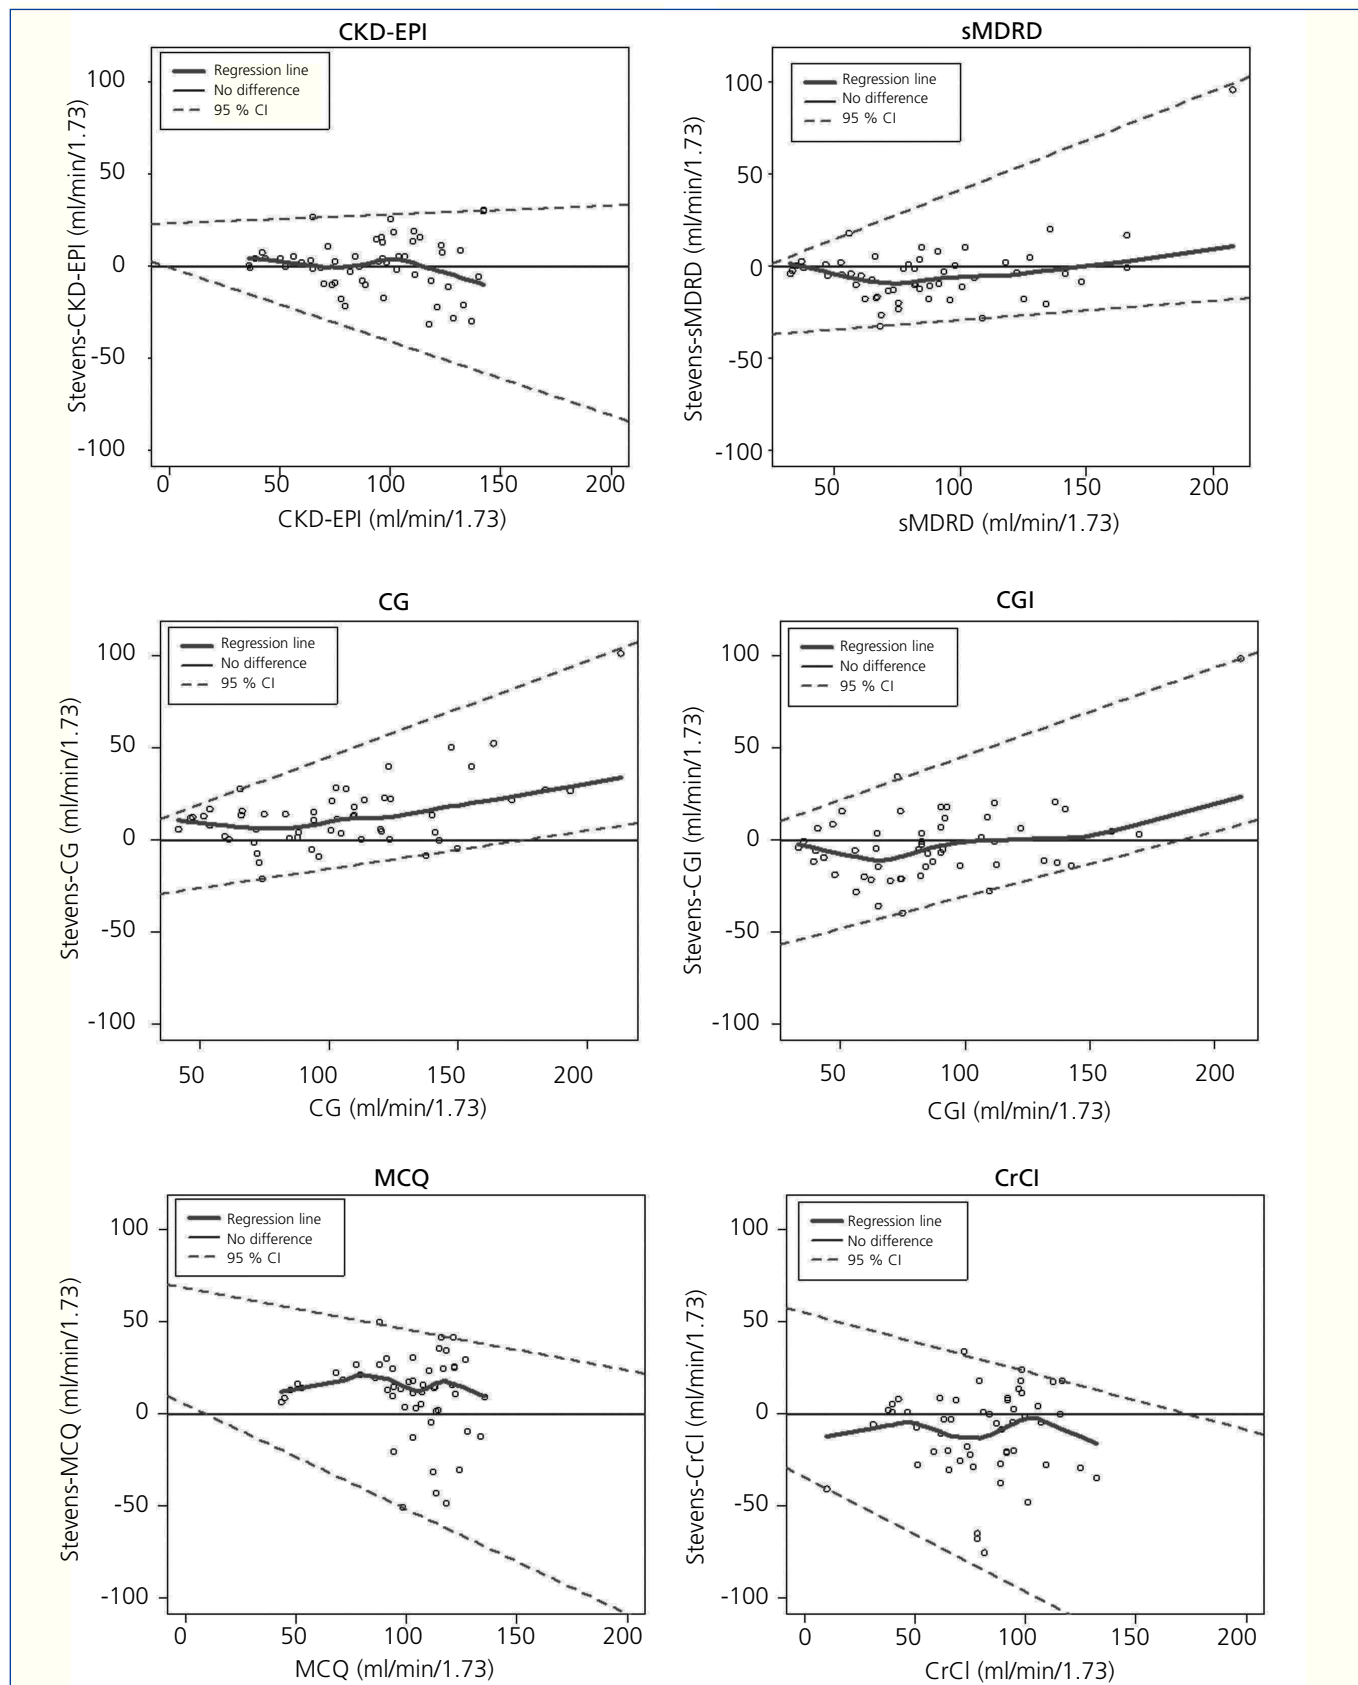 CKD-EPI
Regression line
No difference
95 % CI
100
50
0
-50
-100
Stevens-CKD-EPI (ml/min/1.73)
0 50 100 150 200
CKD-EPI (ml/min/1.73)
sMDRD
Regression line
No difference
95 % CI
100
50
0
-50
-100
Stevens-sMDRD (ml/min/1.73)
50 100 150 200
sMDRD (ml/min/1.73)
CG
Regression line
No difference
95 % CI
100
50
0
-50
-100
Stevens-CG (ml/min/1.73)
50 100 150 200
CG (ml/min/1.73)
CGI
Regression line
No difference
95 % CI
100
50
0
-50
-100
Stevens-CGI (ml/min/1.73)
50 100 150 200
CGI (ml/min/1.73)
MCQ
Regression line
No difference
95 % CI
100
50
0
-50
-100
Stevens-MCQ (ml/min/1.73)
0 50 100 150 200
MCQ (ml/min/1.73)
CrCl
Regression line
No difference
95 % CI
100
50
0
-50
-100
Stevens-CrCl (ml/min/1.73)
0 50 100 150 200
CrCl (ml/min/1.73)